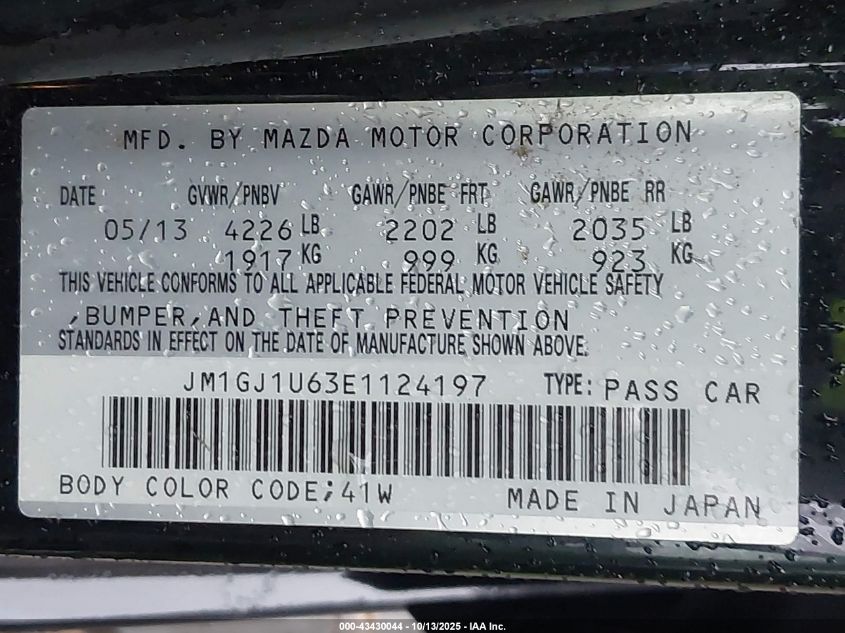 MFD. BY MAZDA MOTOR CORPORATION
DATE GVWR/PNBV GAWR/PNBE FRT GAWR/PNBE RR
05/13 4226 LB 2202 LB 2035 LB
1917 KG 999 KG 923 KG
THIS VEHICLE CONFORMS TO ALL APPLICABLE FEDERAL MOTOR VEHICLE SAFETY
,BUMPER,AND THEFT PREVENTION
STANDARDS IN EFFECT ON THE DATE OF MANUFACTURE SHOWN ABOVE.
JM1GJ1U63E1124197 TYPE: PASS CAR
BODY COLOR CODE;41W MADE IN JAPAN
000-43430044 - 10/13/2025 - IAA Inc.